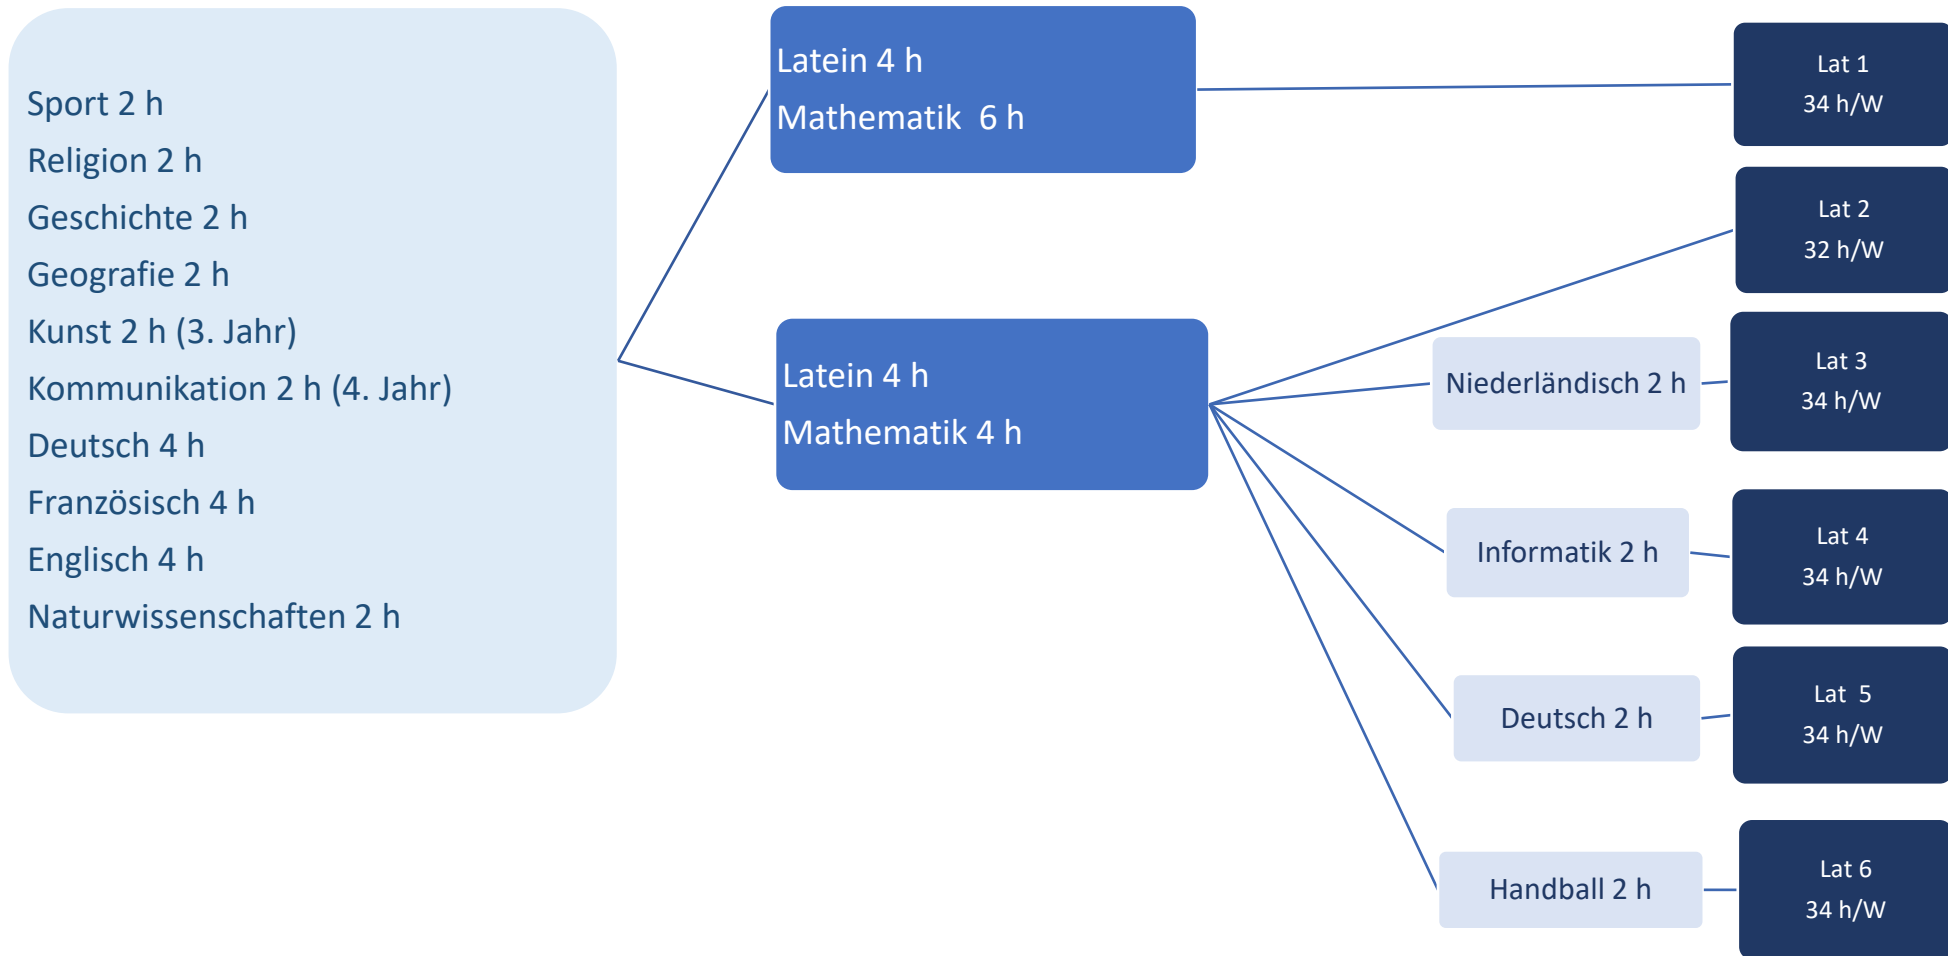 Sport 2 h
Religion 2 h
Geschichte 2 h
Geografie 2 h
Kunst 2 h (3. Jahr)
Kommunikation 2 h (4. Jahr)
Deutsch 4 h
Französisch 4 h
Englisch 4 h
Naturwissenschaften 2 h
Latein 4 h
Mathematik  6 h
Latein 4 h
Mathematik 4 h
Niederländisch 2 h
Informatik 2 h
Deutsch 2 h
Handball 2 h
Lat 1
34 h/W
Lat 2
32 h/W
Lat 3
34 h/W
Lat 4
34 h/W
Lat  5
34 h/W
Lat 6
34 h/W